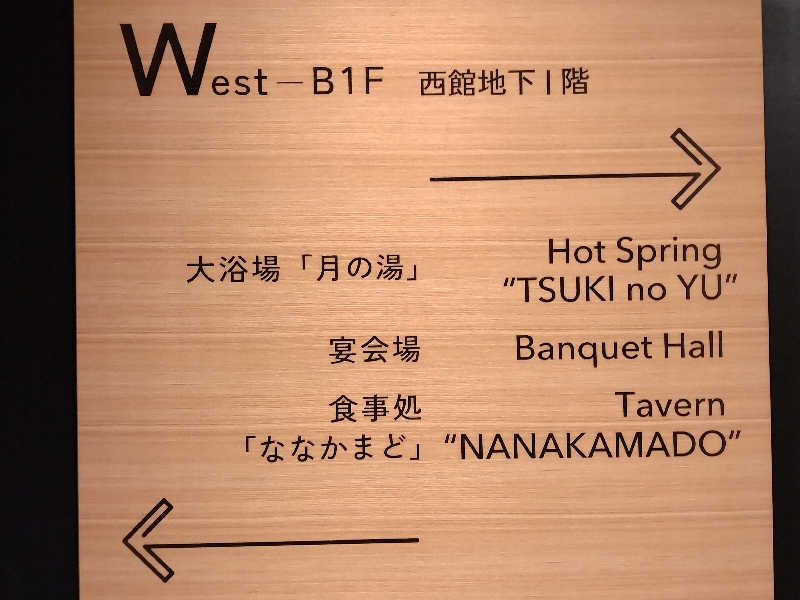 West－B1F 西館地下1階
大浴場「月の湯」 Hot Spring
“TSUKI no YU”
宴会場 Banquet Hall
食事処 Tavern
「ななかまど」 “NANAKAMADO”